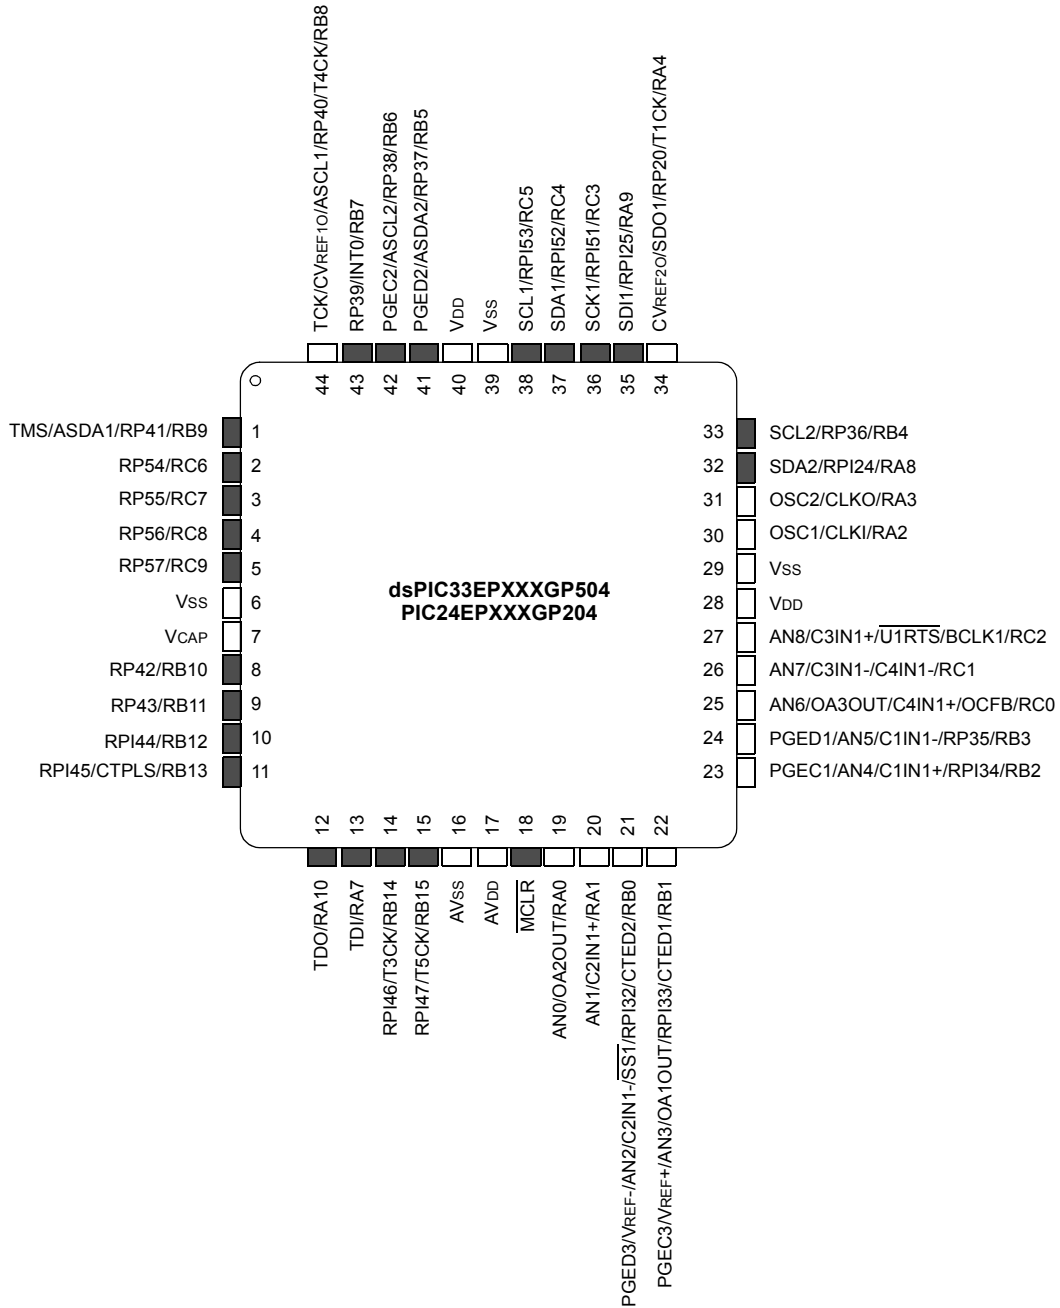 TCK/CVREF1O/ASCL1/RP40/T4CK/RB8
RP39/INT0/RB7
PGEC2/ASCL2/RP38/RB6
PGED2/ASDA2/RP37/RB5
VDD
VSS
SCL1/RPI53/RC5
SDA1/RPI52/RC4
SCK1/RPI51/RC3
SDI1/RPI25/RA9
CVREF2O/SDO1/RP20/T1CK/RA4
44 43 42 41 40 39 38 37 36 35 34
TMS/ASDA1/RP41/RB9 1
RP54/RC6 2
RP55/RC7 3
RP56/RC8 4
RP57/RC9 5
VSS 6
VCAP 7
RP42/RB10 8
RP43/RB11 9
RPI44/RB12 10
RPI45/CTPLS/RB13 11
dsPIC33EPXXXGP504
PIC24EPXXXGP204
33 SCL2/RP36/RB4
32 SDA2/RPI24/RA8
31 OSC2/CLKO/RA3
30 OSC1/CLKI/RA2
29 VSS
28 VDD
27 AN8/C3IN1+/U1RTS/BCLK1/RC2
26 AN7/C3IN1-/C4IN1-/RC1
25 AN6/OA3OUT/C4IN1+/OCFB/RC0
24 PGED1/AN5/C1IN1-/RP35/RB3
23 PGEC1/AN4/C1IN1+/RPI34/RB2
12 13 14 15 16 17 18 19 20 21 22
TDO/RA10
TDI/RA7
RPI46/T3CK/RB14
RPI47/T5CK/RB15
AVSS
AVDD
MCLR
AN0/OA2OUT/RA0
AN1/C2IN1+/RA1
PGED3/VREF-/AN2/C2IN1-/SS1/RPI32/CTED2/RB0
PGEC3/VREF+/AN3/OA1OUT/RPI33/CTED1/RB1